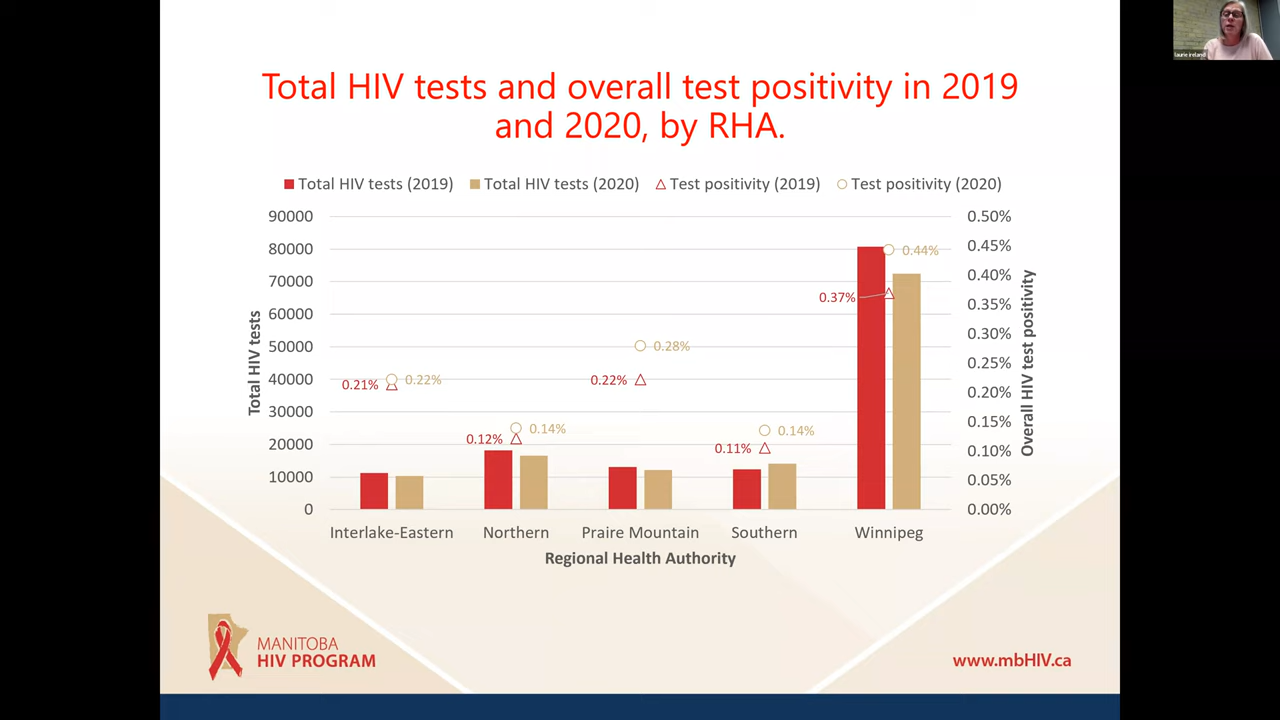 laurie ireland
Total HIV tests and overall test positivity in 2019
and 2020, by RHA.
Total HIV tests (2019) Total HIV tests (2020) Test positivity (2019) Test positivity (2020)
90000
80000
70000
60000
50000
40000
30000
20000
10000
0
Total HIV tests
0.50%
0.45%
0.40%
0.35%
0.30%
0.25%
0.20%
0.15%
0.10%
0.05%
0.00%
Overall HIV test positivity
0.21% 0.22%
0.12% 0.14%
0.22% 0.28%
0.11% 0.14%
0.37% 0.44%
Interlake-Eastern Northern Praire Mountain Southern Winnipeg
Regional Health Authority
MANITOBA
HIV PROGRAM
www.mbHIV.ca